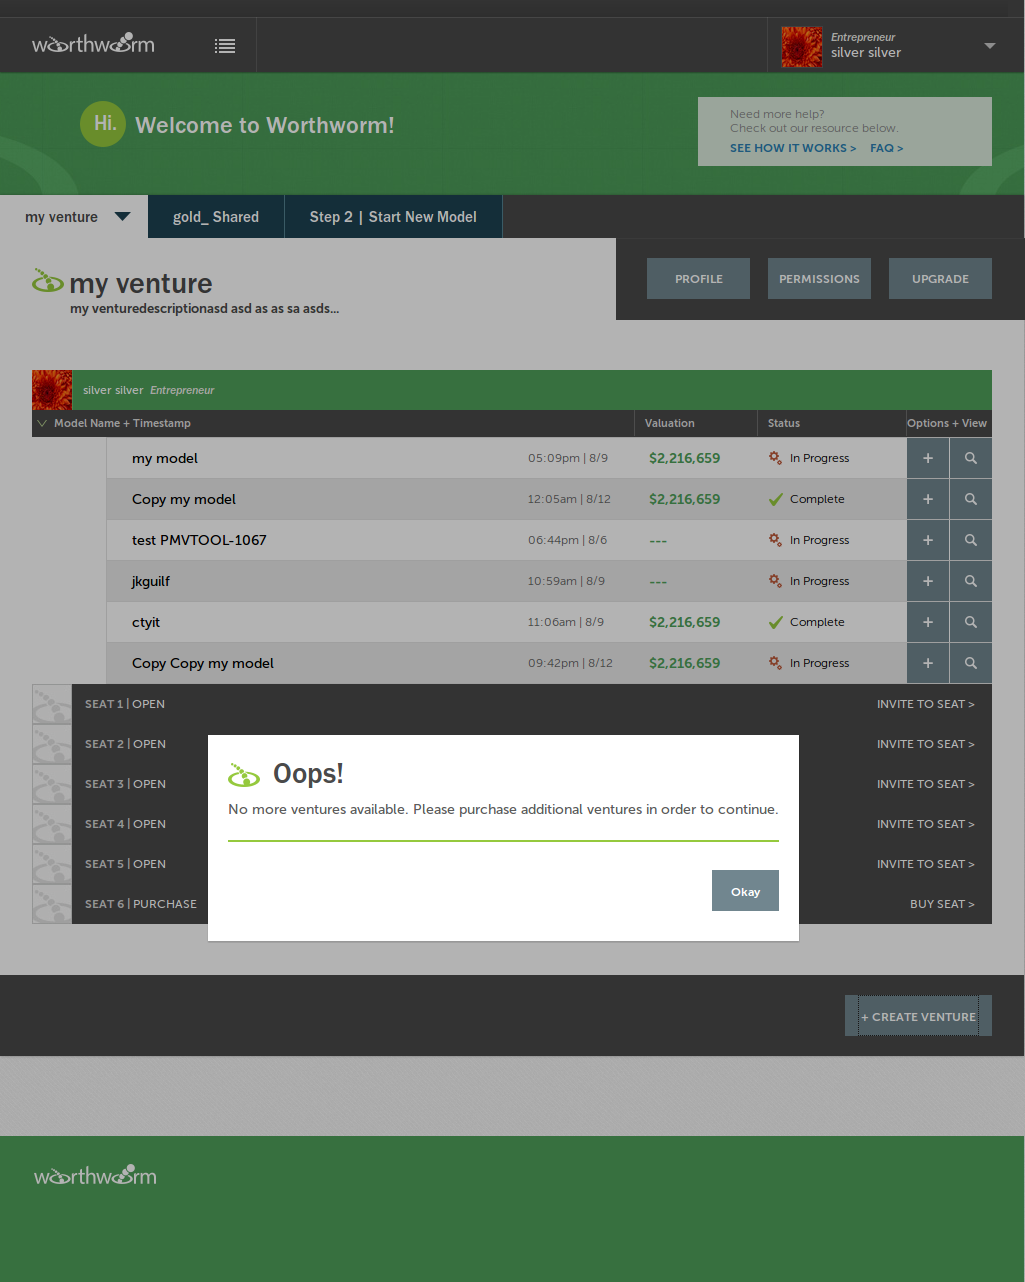 worthworm
Entrepreneur
silver silver
Hi. Welcome to Worthworm!
Need more help?
Check out our resource below.
SEE HOW IT WORKS > FAQ >
my venture
gold_ Shared
Step 2 | Start New Model
my venture
my venturedescriptionasd asd as as sa asds...
PROFILE
PERMISSIONS
UPGRADE
silver silver Entrepreneur
Model Name + Timestamp Valuation Status Options + View
my model 05:09pm | 8/9 $2,216,659 In Progress +
Copy my model 12:05am | 8/12 $2,216,659 Complete +
test PMVTOOL-1067 06:44pm | 8/6 --- In Progress +
jkguilf 10:59am | 8/9 --- In Progress +
ctyit 11:06am | 8/9 $2,216,659 Complete +
Copy Copy my model 09:42pm | 8/12 $2,216,659 In Progress +
SEAT 1 | OPEN INVITE TO SEAT >
SEAT 2 | OPEN INVITE TO SEAT >
SEAT 3 | OPEN INVITE TO SEAT >
SEAT 4 | OPEN INVITE TO SEAT >
SEAT 5 | OPEN INVITE TO SEAT >
SEAT 6 | PURCHASE BUY SEAT >
Oops!
No more ventures available. Please purchase additional ventures in order to continue.
Okay
+ CREATE VENTURE
worthworm